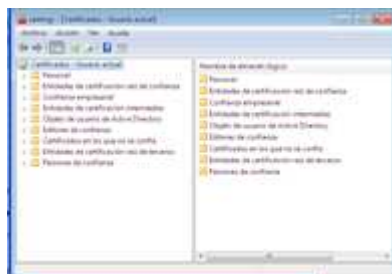 certmgr - [Certificados - Usuario actual]
Archivo Acción Ver Ayuda
Certificados - Usuario actual
Personal
Entidades de certificación raíz de confianza
Confianza empresarial
Entidades de certificación intermedias
Objeto de usuario de Active Directory
Editores de confianza
Certificados en los que no se confía
Entidades de certificación raíz de terceros
Personas de confianza
Nombre de almacén lógico
Personal
Entidades de certificación raíz de confianza
Confianza empresarial
Entidades de certificación intermedias
Objeto de usuario de Active Directory
Editores de confianza
Certificados en los que no se confía
Entidades de certificación raíz de terceros
Personas de confianza